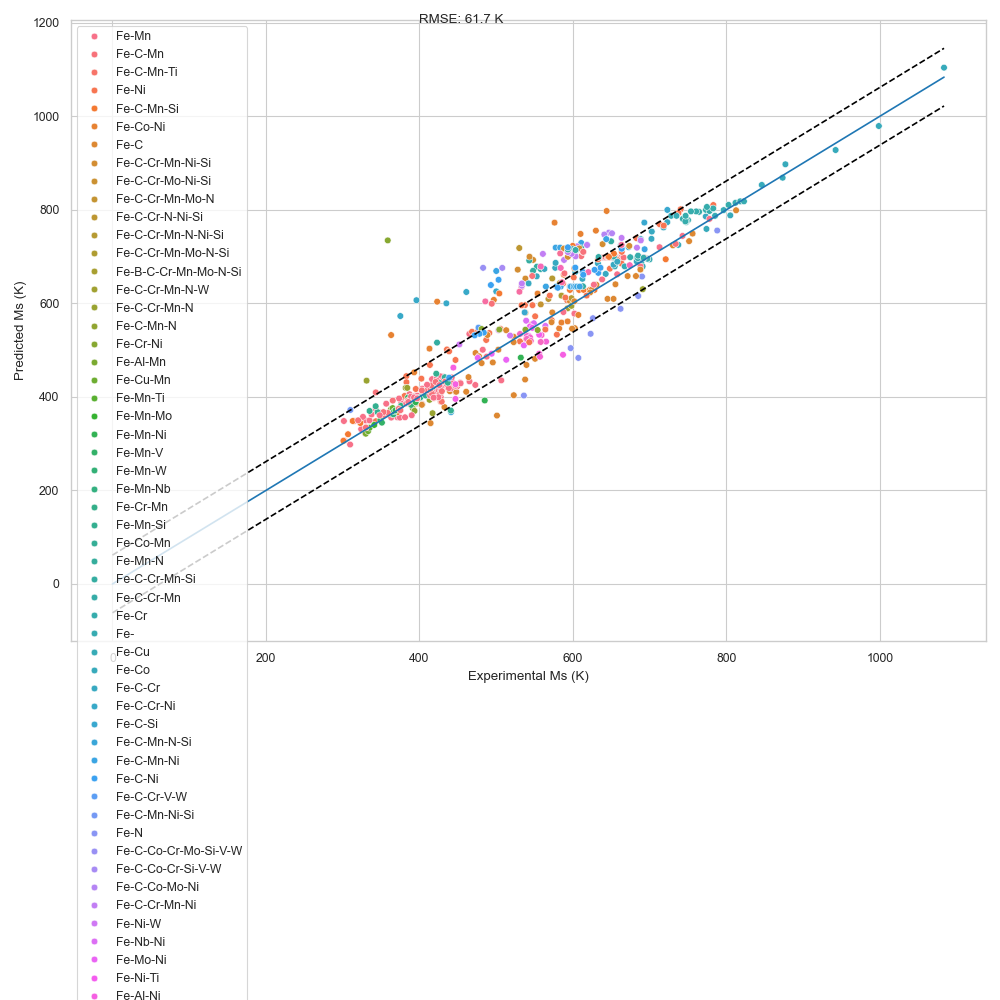 RMSE: 61.7 K
1200
1000
800
600
400
200
0
Predicted Ms (K)
0
200
400
600
800
1000
Experimental Ms (K)
Fe-Mn
Fe-C-Mn
Fe-C-Mn-Ti
Fe-Ni
Fe-C-Mn-Si
Fe-Co-Ni
Fe-C
Fe-C-Cr-Mn-Ni-Si
Fe-C-Cr-Mo-Ni-Si
Fe-C-Cr-Mn-Mo-N
Fe-C-Cr-N-Ni-Si
Fe-C-Cr-Mn-N-Ni-Si
Fe-C-Cr-Mn-Mo-N-Si
Fe-B-C-Cr-Mn-Mo-N-Si
Fe-C-Cr-Mn-N-W
Fe-C-Cr-Mn-N
Fe-C-Mn-N
Fe-Cr-Ni
Fe-Al-Mn
Fe-Cu-Mn
Fe-Mn-Ti
Fe-Mn-Mo
Fe-Mn-Ni
Fe-Mn-V
Fe-Mn-W
Fe-Mn-Nb
Fe-Cr-Mn
Fe-Mn-Si
Fe-Co-Mn
Fe-Mn-N
Fe-C-Cr-Mn-Si
Fe-C-Cr-Mn
Fe-Cr
Fe-
Fe-Cu
Fe-Co
Fe-C-Cr
Fe-C-Cr-Ni
Fe-C-Si
Fe-C-Mn-N-Si
Fe-C-Mn-Ni
Fe-C-Ni
Fe-C-Cr-V-W
Fe-C-Mn-Ni-Si
Fe-N
Fe-C-Co-Cr-Mo-Si-V-W
Fe-C-Co-Cr-Si-V-W
Fe-C-Co-Mo-Ni
Fe-C-Cr-Mn-Ni
Fe-Ni-W
Fe-Nb-Ni
Fe-Mo-Ni
Fe-Ni-Ti
Fe-Al-Ni